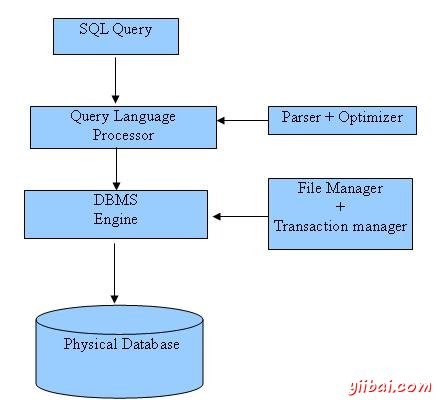 SQL Query
Query Language
Processor
Parser + Optimizer
DBMS
Engine
File Manager
+
Transaction manager
Physical Database
yiibai.com